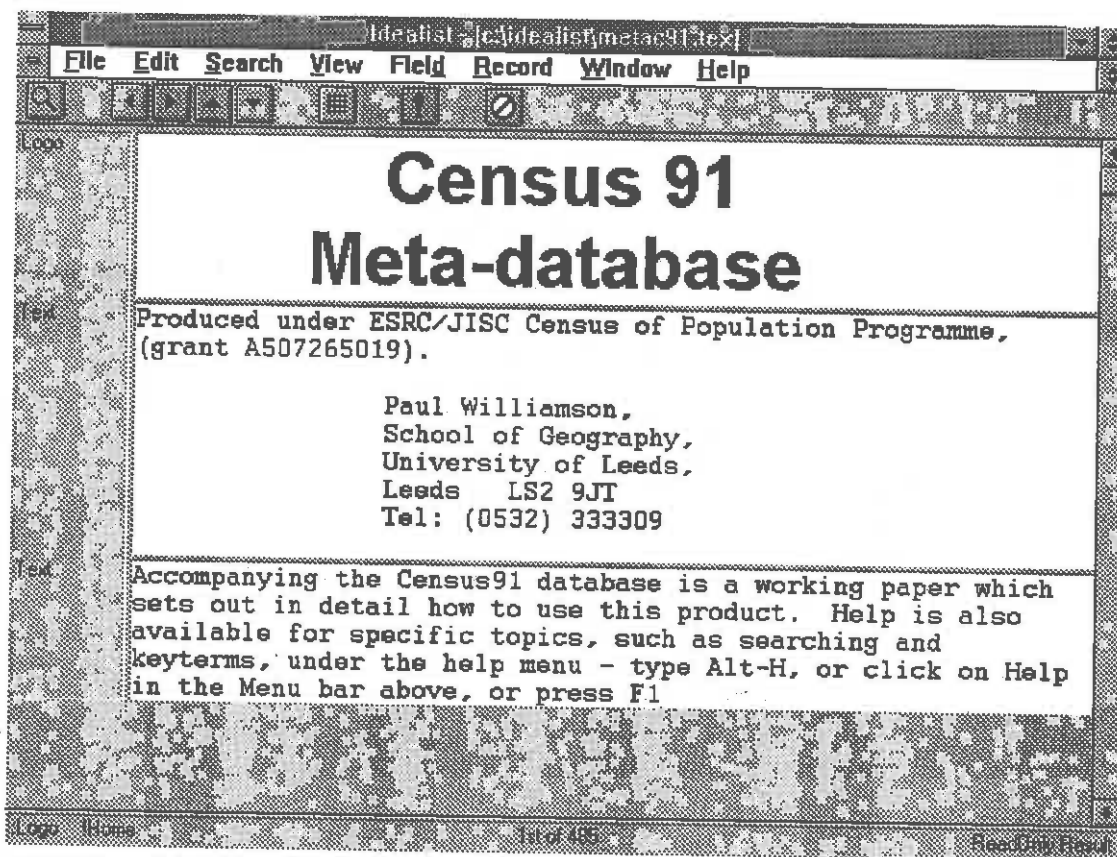 Idealist - [c:\idealist\metac91.tex]
File Edit Search View Field Record Window Help
Logo
Census 91
Meta-database
Text
Produced under ESRC/JISC Census of Population Programme,
(grant A507265019).
Paul Williamson,
School of Geography,
University of Leeds,
Leeds LS2 9JT
Tel: (0532) 333309
Text
Accompanying the Census91 database is a working paper which
sets out in detail how to use this product. Help is also
available for specific topics, such as searching and
keyterms, under the help menu - type Alt-H, or click on Help
in the Menu bar above, or press F1
Logo 1st of ReadOnly